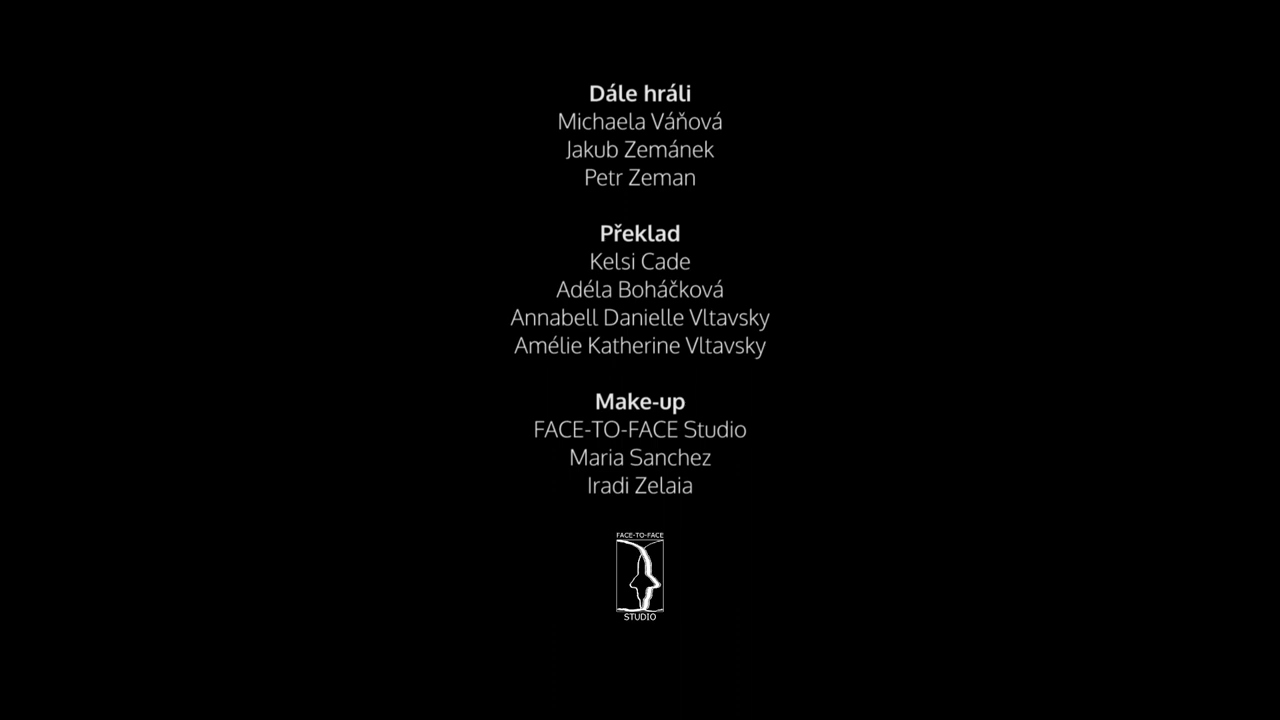 Dále hráli
Michaela Váňová
Jakub Zemánek
Petr Zeman
Překlad
Kelsi Cade
Adéla Boháčková
Annabell Danielle Vltavsky
Amélie Katherine Vltavsky
Make-up
FACE-TO-FACE Studio
Maria Sanchez
Iradi Zelaia
FACE-TO-FACE
STUDIO